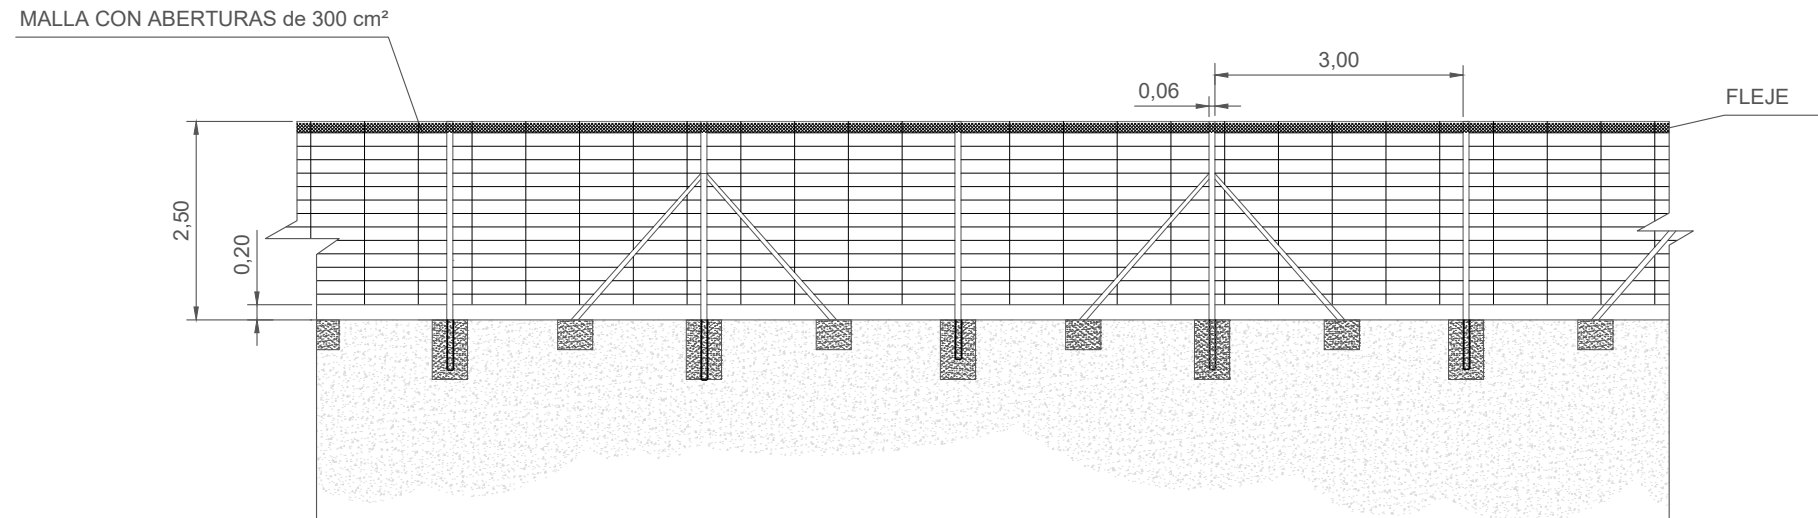 MALLA CON ABERTURAS de 300 cm²
3,00
0,06
FLEJE
2,50
0,20